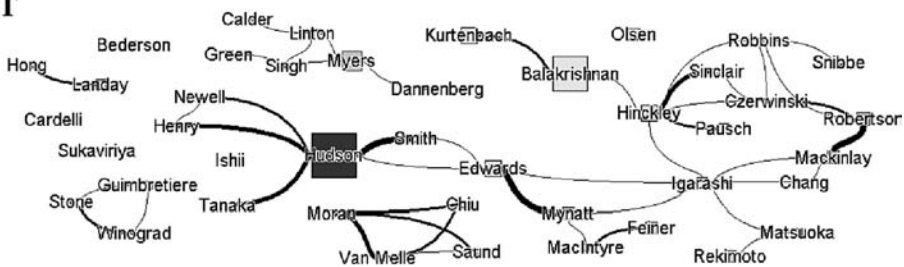 Calder
Linton
Bederson
Green
Singh
Myers
Dannenberg
Kurtenbach
Olsen
Robbins
Snibbe
Balakrishnan
Sinclair
Hong
Landay
Newell
Henry
Hinckley
Czerwinski
Pausch
Robertson
Cardelli
Sukaviriya
Ishii
Hudson
Smith
Edwards
Mackinlay
Igarashi
Chang
Guimbretiere
Stone
Winograd
Tanaka
Moran
Chiu
Van Melle
Saund
Mynatt
MacIntyre
Feiner
Matsuoka
Rekimoto